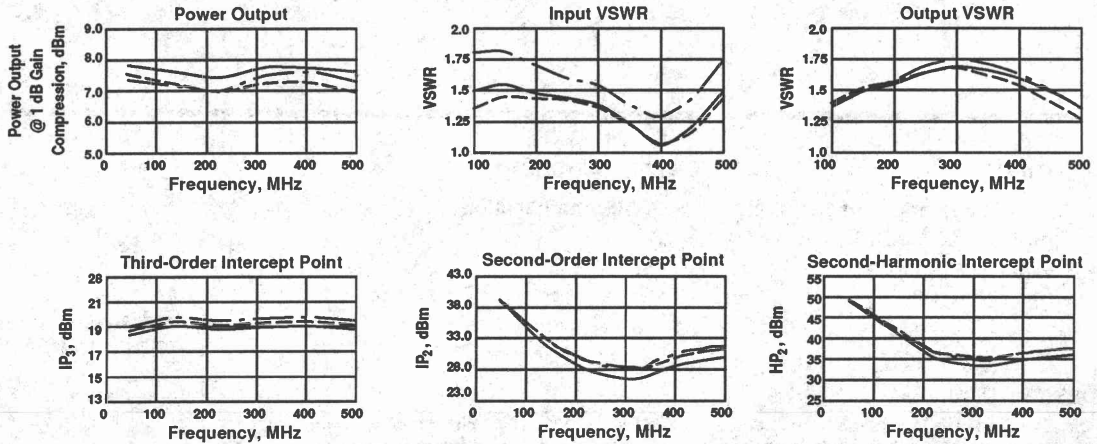 Power Output
Power Output
@ 1 dB Gain
Compression, dBm
9.0
8.0
7.0
6.0
5.0
0 100 200 300 400 500
Frequency, MHz
Input VSWR
VSWR
2.0
1.75
1.5
1.25
1.0
100 200 300 400 500
Frequency, MHz
Output VSWR
VSWR
2.0
1.75
1.5
1.25
1.0
100 200 300 400 500
Frequency, MHz
Third-Order Intercept Point
IP3, dBm
28
21
19
17
15
13
0 100 200 300 400 500
Frequency, MHz
Second-Order Intercept Point
IP2, dBm
43.0
38.0
33.0
28.0
23.0
0 100 200 300 400 500
Frequency, MHz
Second-Harmonic Intercept Point
HP2, dBm
55
50
45
40
35
30
25
0 100 200 300 400 500
Frequency, MHz